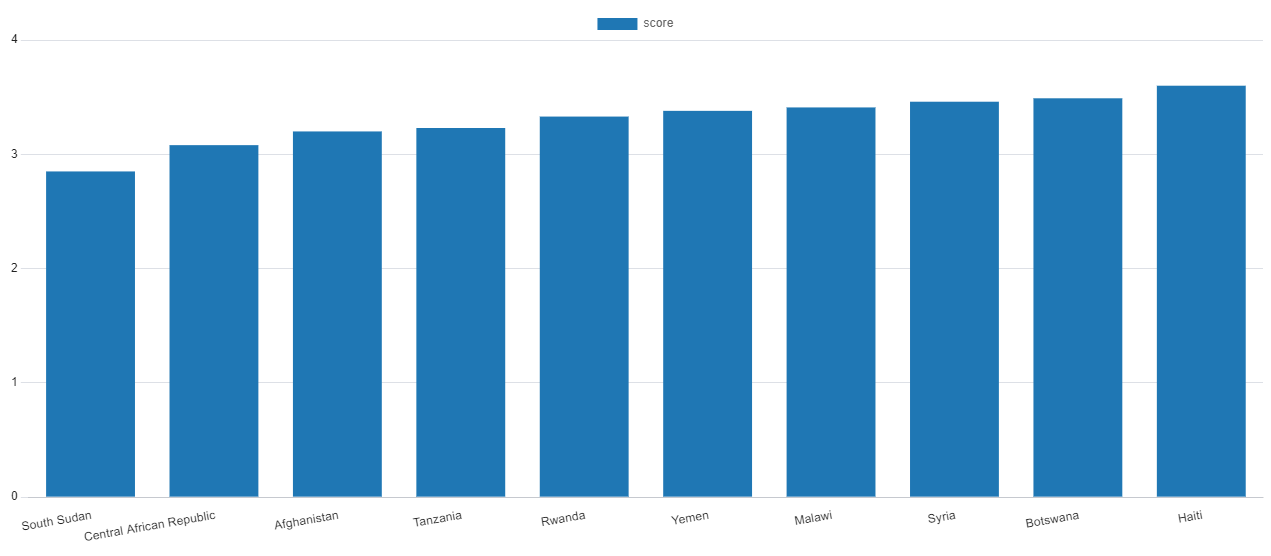 score
4
3
2
1
0
South Sudan
Central African Republic
Afghanistan
Tanzania
Rwanda
Yemen
Malawi
Syria
Botswana
Haiti